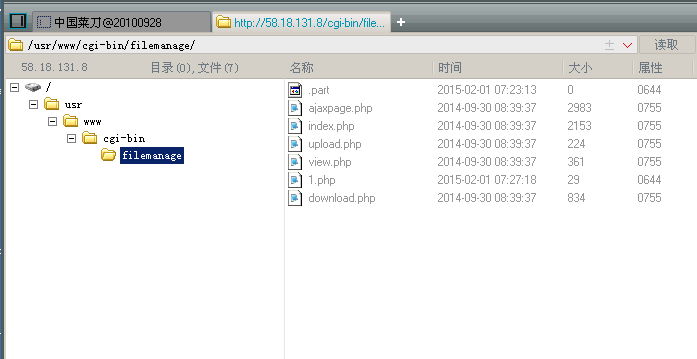 中国菜刀@20100928 http://58.18.131.8/cgi-bin/file... +
/usr/www/cgi-bin/filemanage/ 读取
58.18.131.8 目录(0),文件(7) 名称 时间 大小 属性
/
usr
www
cgi-bin
filemanage
.part 2015-02-01 07:23:13 0 0644
ajaxpage.php 2014-09-30 08:39:37 2983 0755
index.php 2014-09-30 08:39:37 2153 0755
upload.php 2014-09-30 08:39:37 224 0755
view.php 2014-09-30 08:39:37 361 0755
1.php 2015-02-01 07:27:18 29 0644
download.php 2014-09-30 08:39:37 834 0755